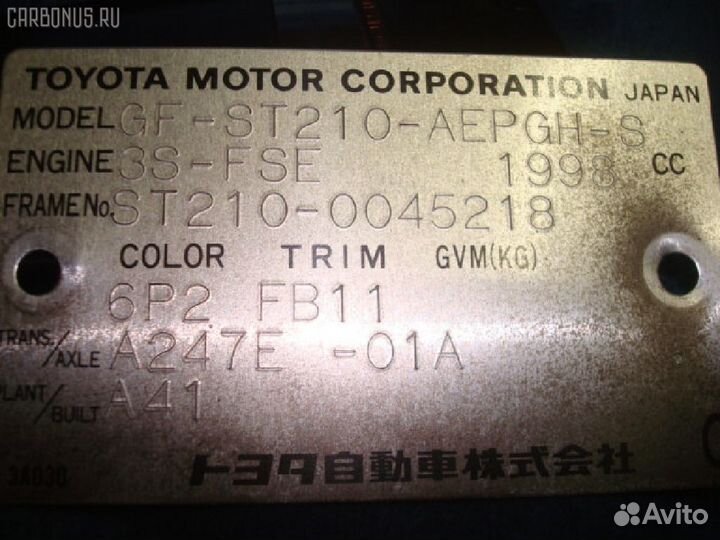 CARBONUS.RU
TOYOTA MOTOR CORPORATION JAPAN
MODEL GF-ST210-AEPGH-S
ENGINE 3S-FSE 1998 CC
FRAME No. ST210-0045218
COLOR TRIM GVM(KG)
6P2 FB11
TRANS./AXLE A247E -01A
PLANT/BUILT A41
トヨタ自動車株式会社
3A030
Avito